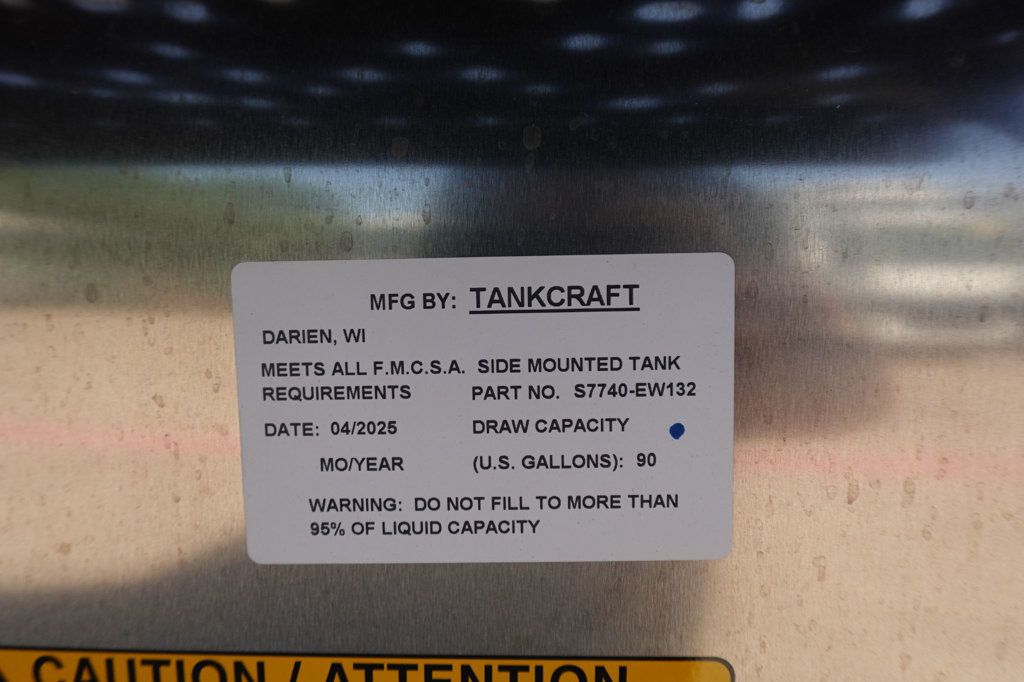 MFG BY: TANKCRAFT
DARIEN, WI
MEETS ALL F.M.C.S.A. SIDE MOUNTED TANK
REQUIREMENTS PART NO. S7740-EW132
DATE: 04/2025 DRAW CAPACITY
MO/YEAR (U.S. GALLONS): 90
WARNING: DO NOT FILL TO MORE THAN
95% OF LIQUID CAPACITY
CAUTION / ATTENTION